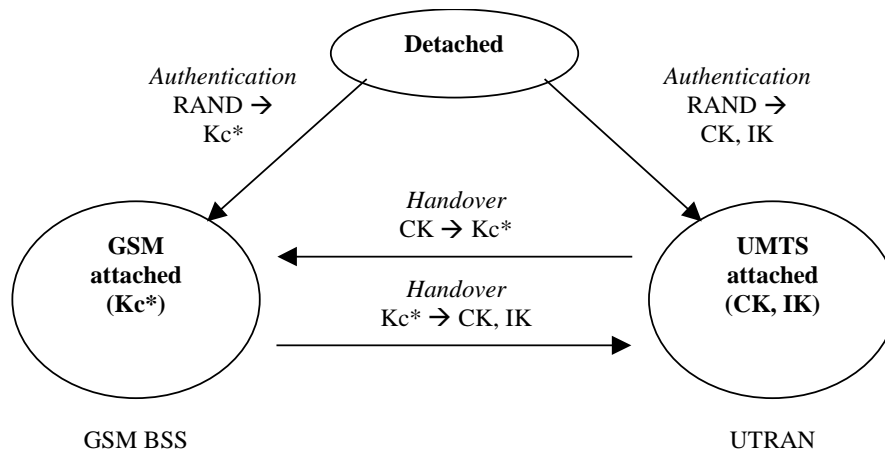 Detached
Authentication
RAND →
Kc*
Authentication
RAND →
CK, IK
Handover
CK → Kc*
GSM
attached
(Kc*)
Handover
Kc* → CK, IK
UMTS
attached
(CK, IK)
GSM BSS
UTRAN